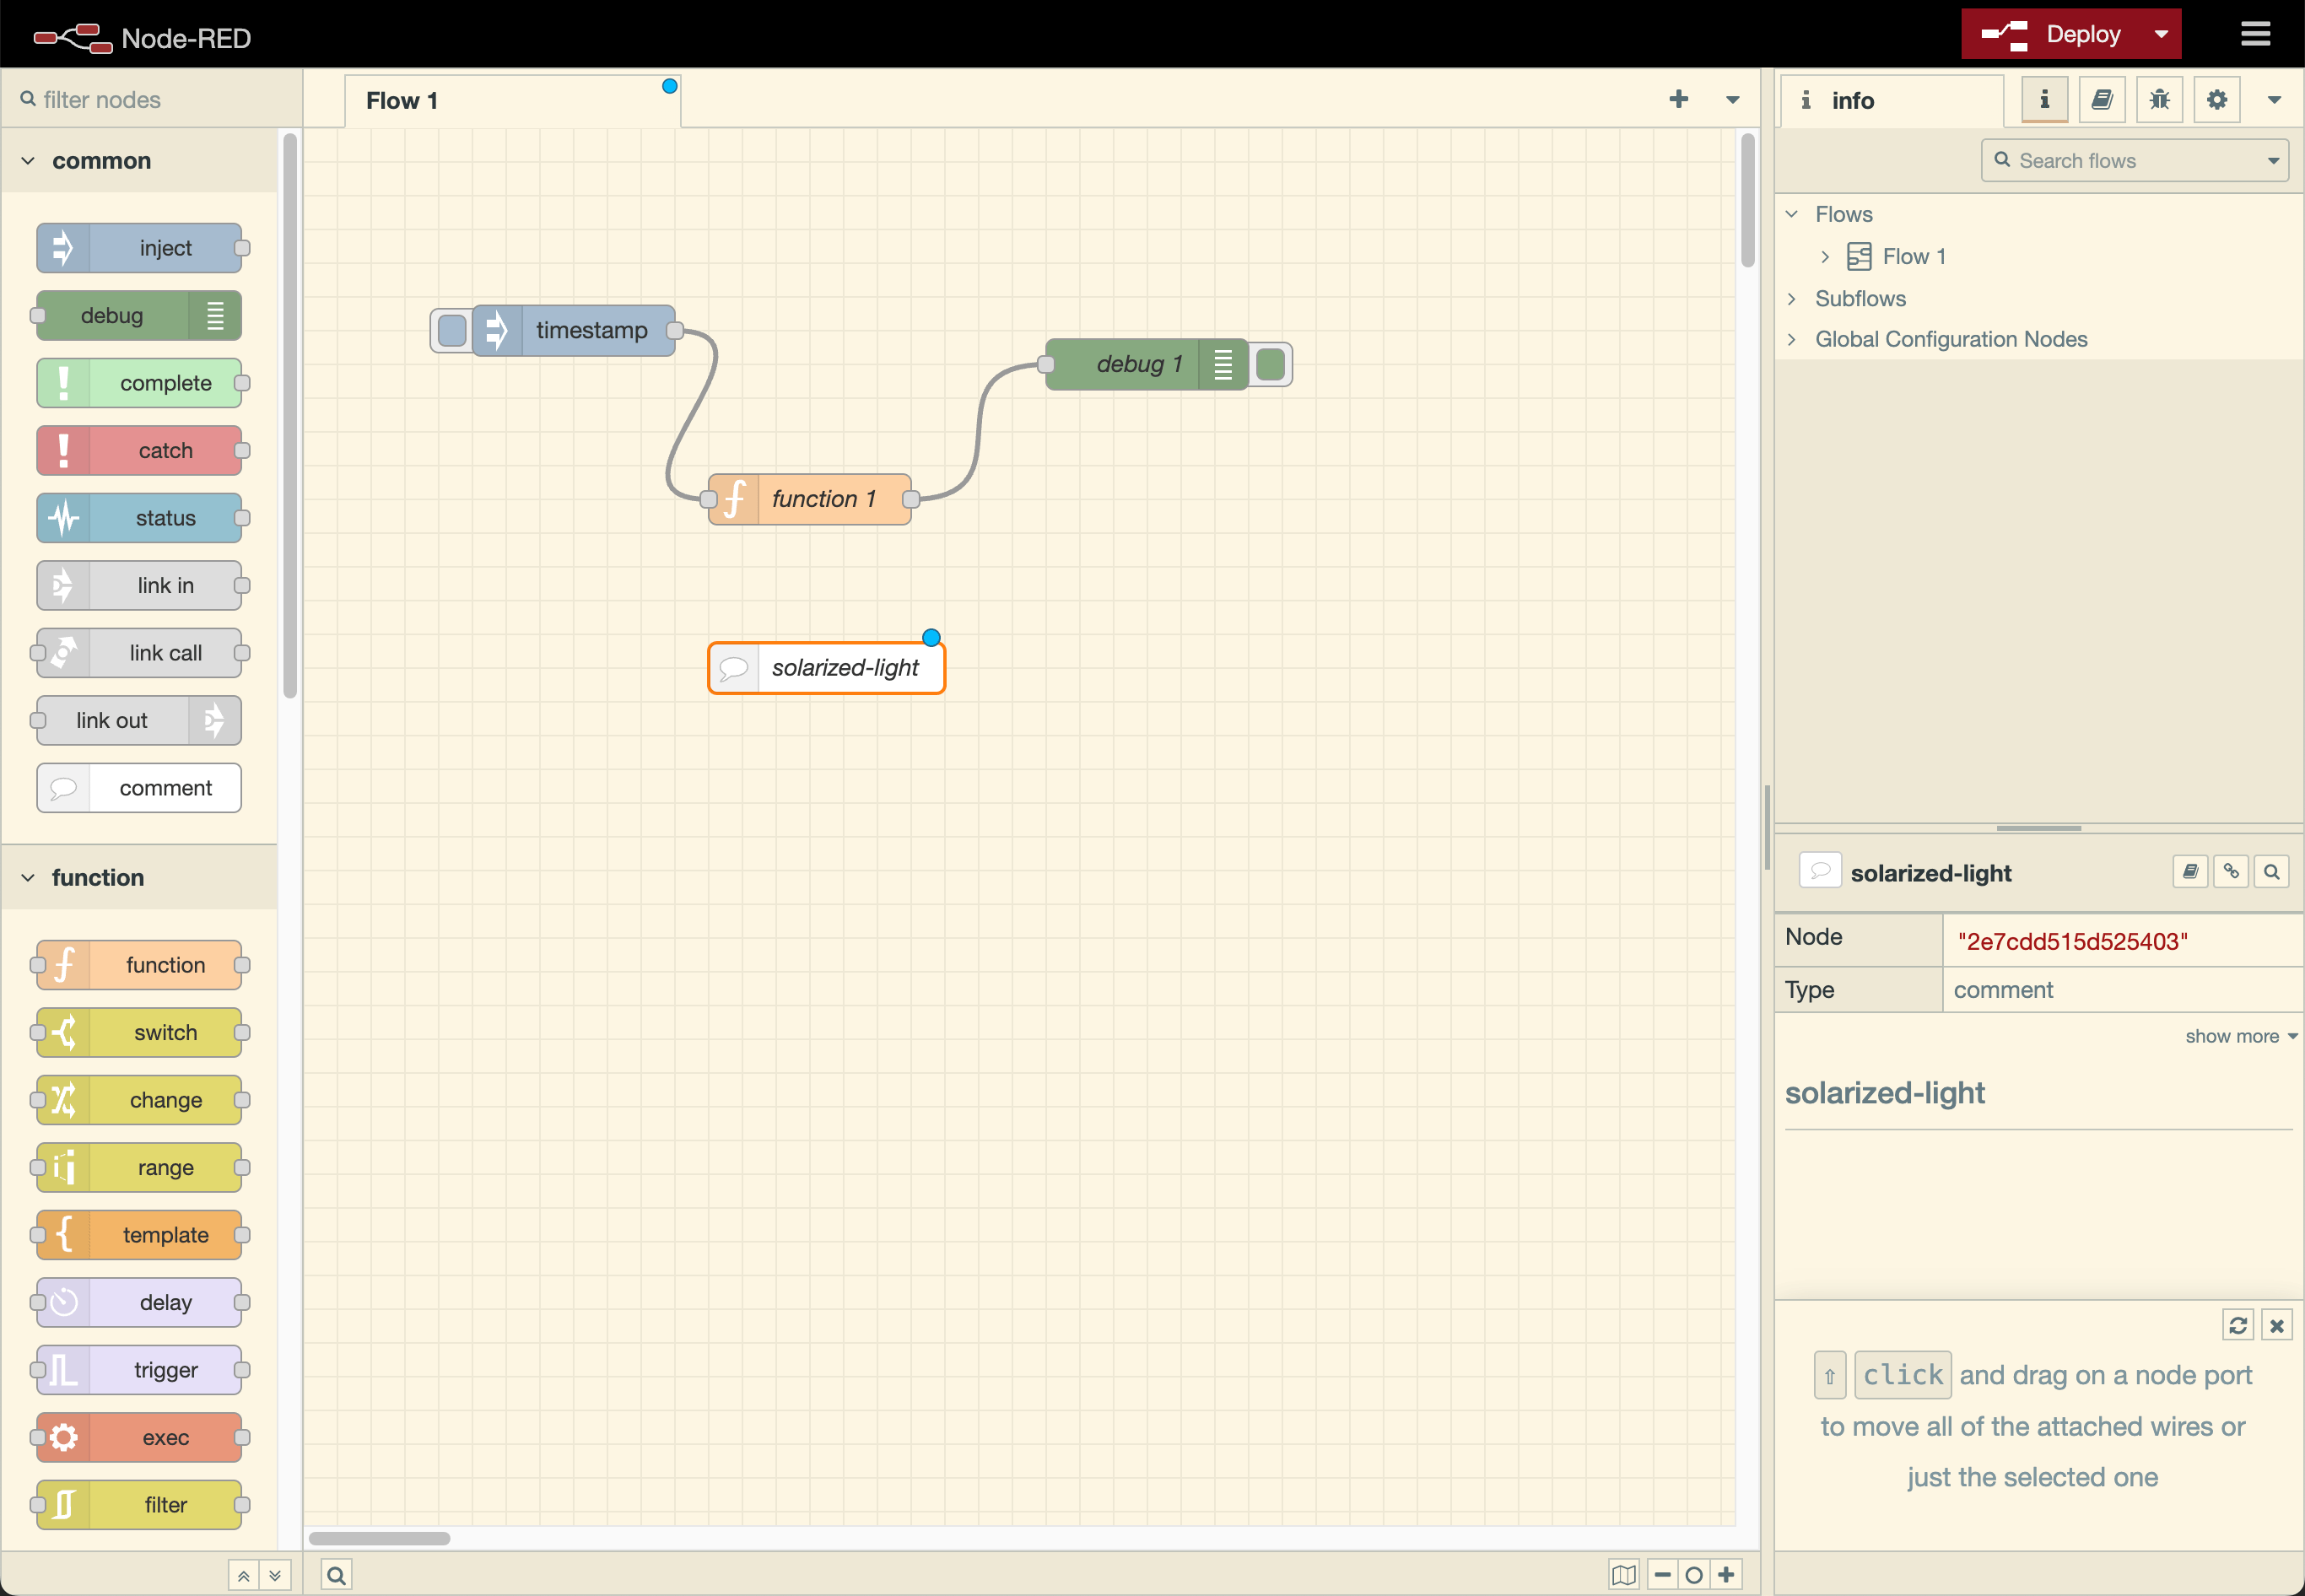 Node-RED
Deploy
filter nodes
Flow 1
info
common
Search flows
inject
debug
complete
catch
status
link in
link call
link out
comment
function
function
switch
change
range
template
delay
trigger
exec
filter
timestamp
debug 1
function 1
solarized-light
Flows
Flow 1
Subflows
Global Configuration Nodes
solarized-light
Node "2e7cdd515d525403"
Type comment
show more
solarized-light
⇧ click and drag on a node port
to move all of the attached wires or
just the selected one